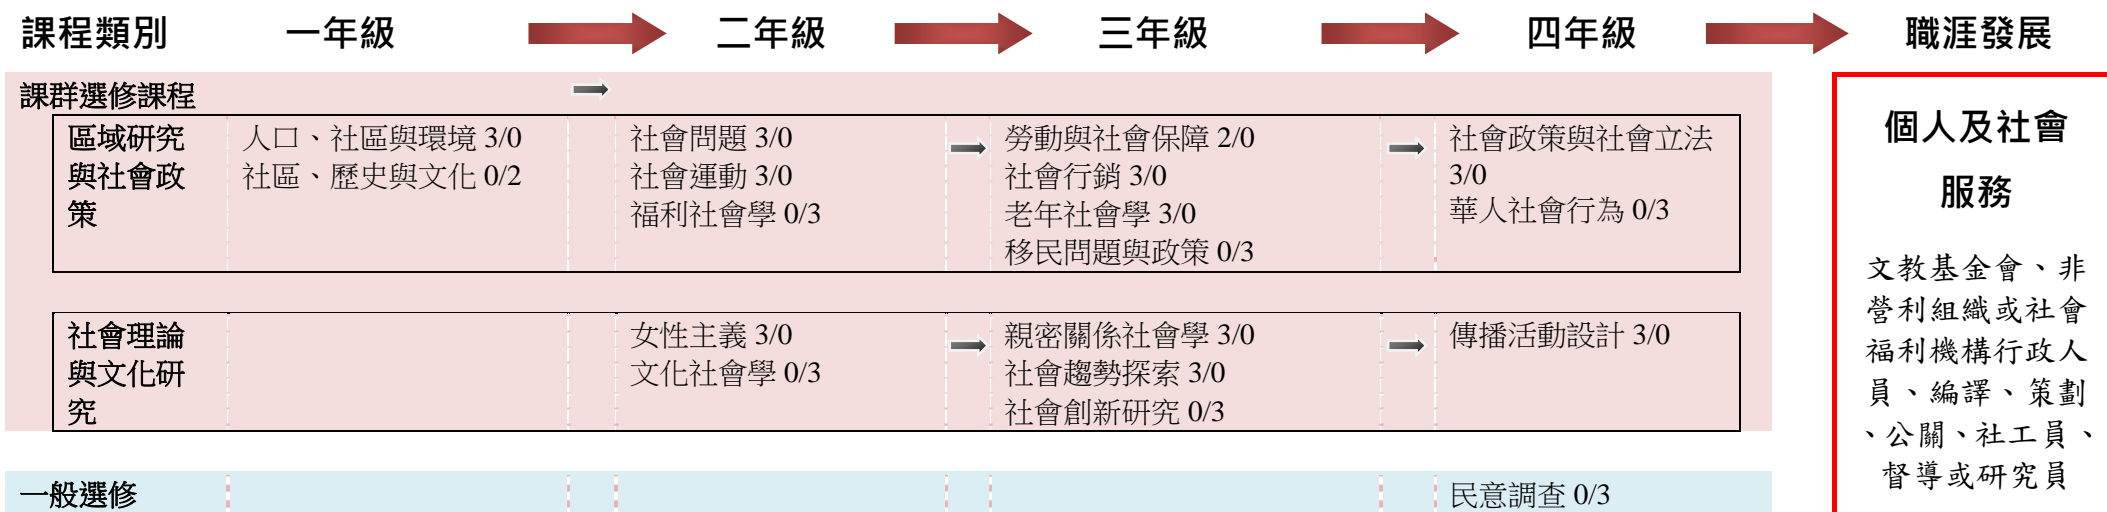 課程類別 一年級 二年級 三年級 四年級 職涯發展
課群選修課程
區域研究
與社會政
策
人口、社區與環境 3/0
社區、歷史與文化 0/2
社會問題 3/0
社會運動 3/0
福利社會學 0/3
勞動與社會保障 2/0
社會行銷 3/0
老年社會學 3/0
移民問題與政策 0/3
社會政策與社會立法
3/0
華人社會行為 0/3
社會理論
與文化研
究
女性主義 3/0
文化社會學 0/3
親密關係社會學 3/0
社會趨勢探索 3/0
社會創新研究 0/3
傳播活動設計 3/0
一般選修
民意調查 0/3
個人及社會
服務
文教基金會、非
營利組織或社會
福利機構行政人
員、編譯、策劃
、公關、社工員、
督導或研究員